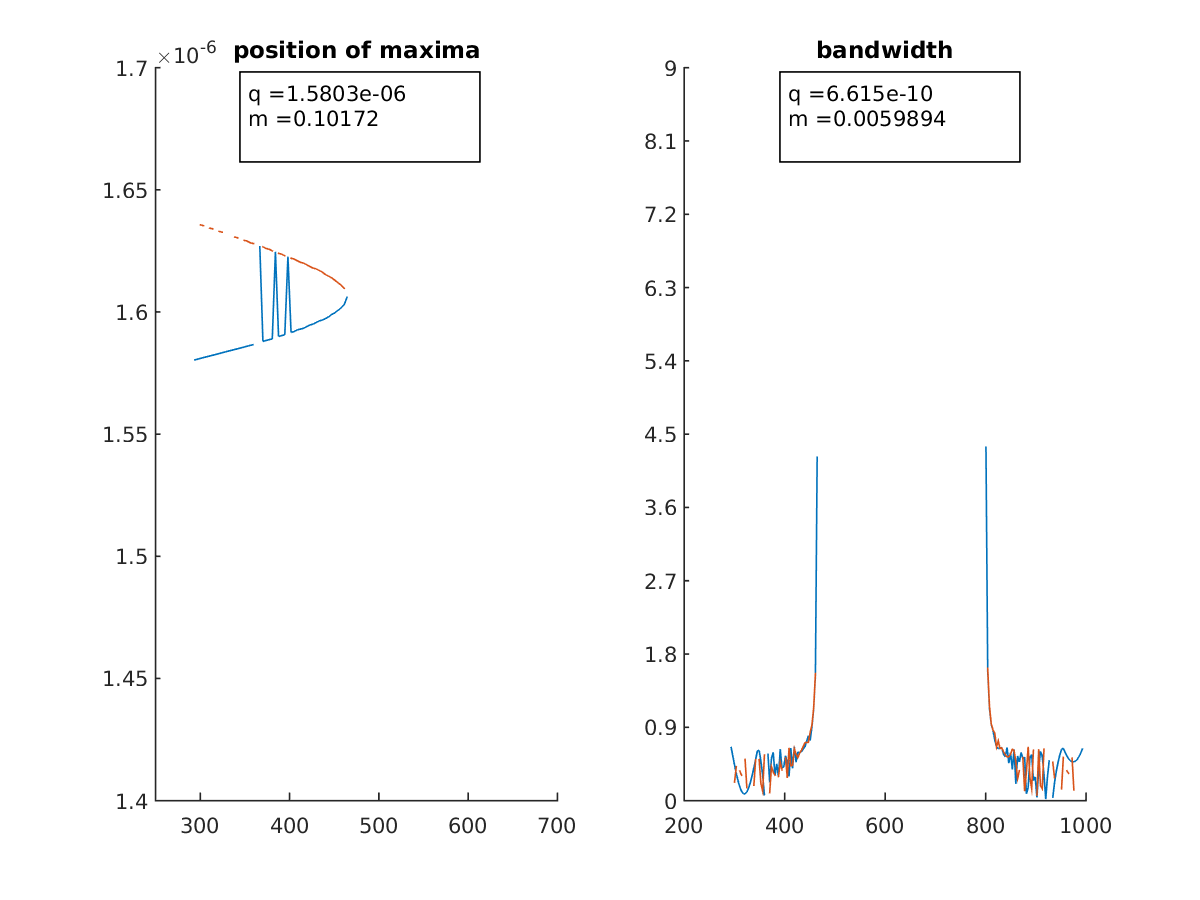 position of maxima
×10-6
q =1.5803e-06
m =0.10172
1.7
1.65
1.6
1.55
1.5
1.45
1.4
300 400 500 600 700
bandwidth
q =6.615e-10
m =0.0059894
9
8.1
7.2
6.3
5.4
4.5
3.6
2.7
1.8
0.9
0
200 400 600 800 1000